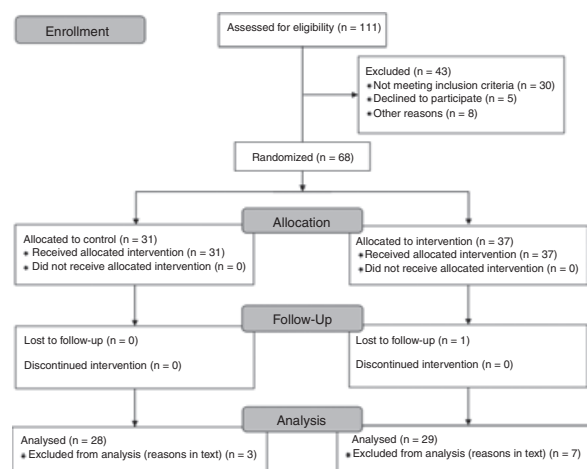 Enrollment
Assessed for eligibility (n = 111)
Excluded (n = 43)
✷Not meeting inclusion criteria (n = 30)
✷Declined to participate (n = 5)
✷Other reasons (n = 8)
Randomized (n = 68)
Allocation
Allocated to control (n = 31)
✷ Received allocated intervention (n = 31)
✷ Did not receive allocated intervention (n = 0)
Allocated to intervention (n = 37)
✷ Received allocated intervention (n = 37)
✷ Did not receive allocated intervention (n = 0)
Follow-Up
Lost to follow-up (n = 0)
Discontinued intervention (n = 0)
Lost to follow-up (n = 1)
Discontinued intervention (n = 0)
Analysis
Analysed (n = 28)
✷ Excluded from analysis (reasons in text) (n = 3)
Analysed (n = 29)
✷ Excluded from analysis (reasons in text) (n = 7)